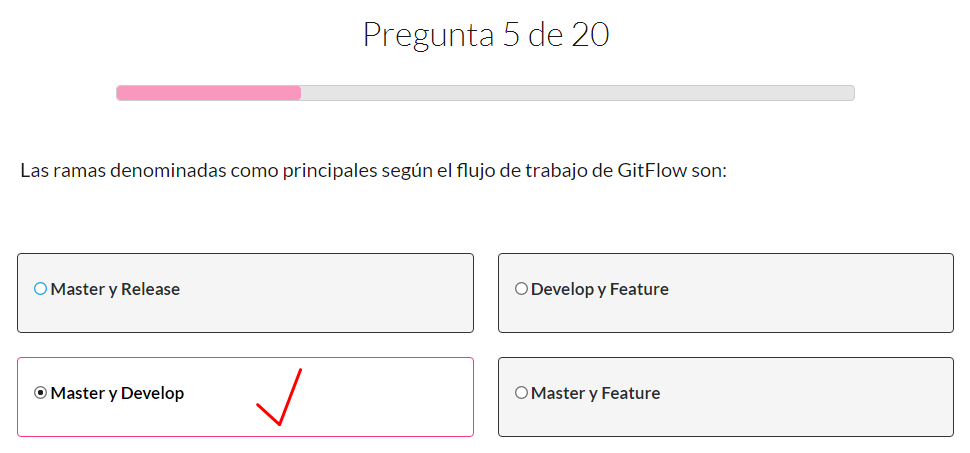 Pregunta 5 de 20
Las ramas denominadas como principales según el flujo de trabajo de GitFlow son:
Master y Release
Develop y Feature
Master y Develop
Master y Feature